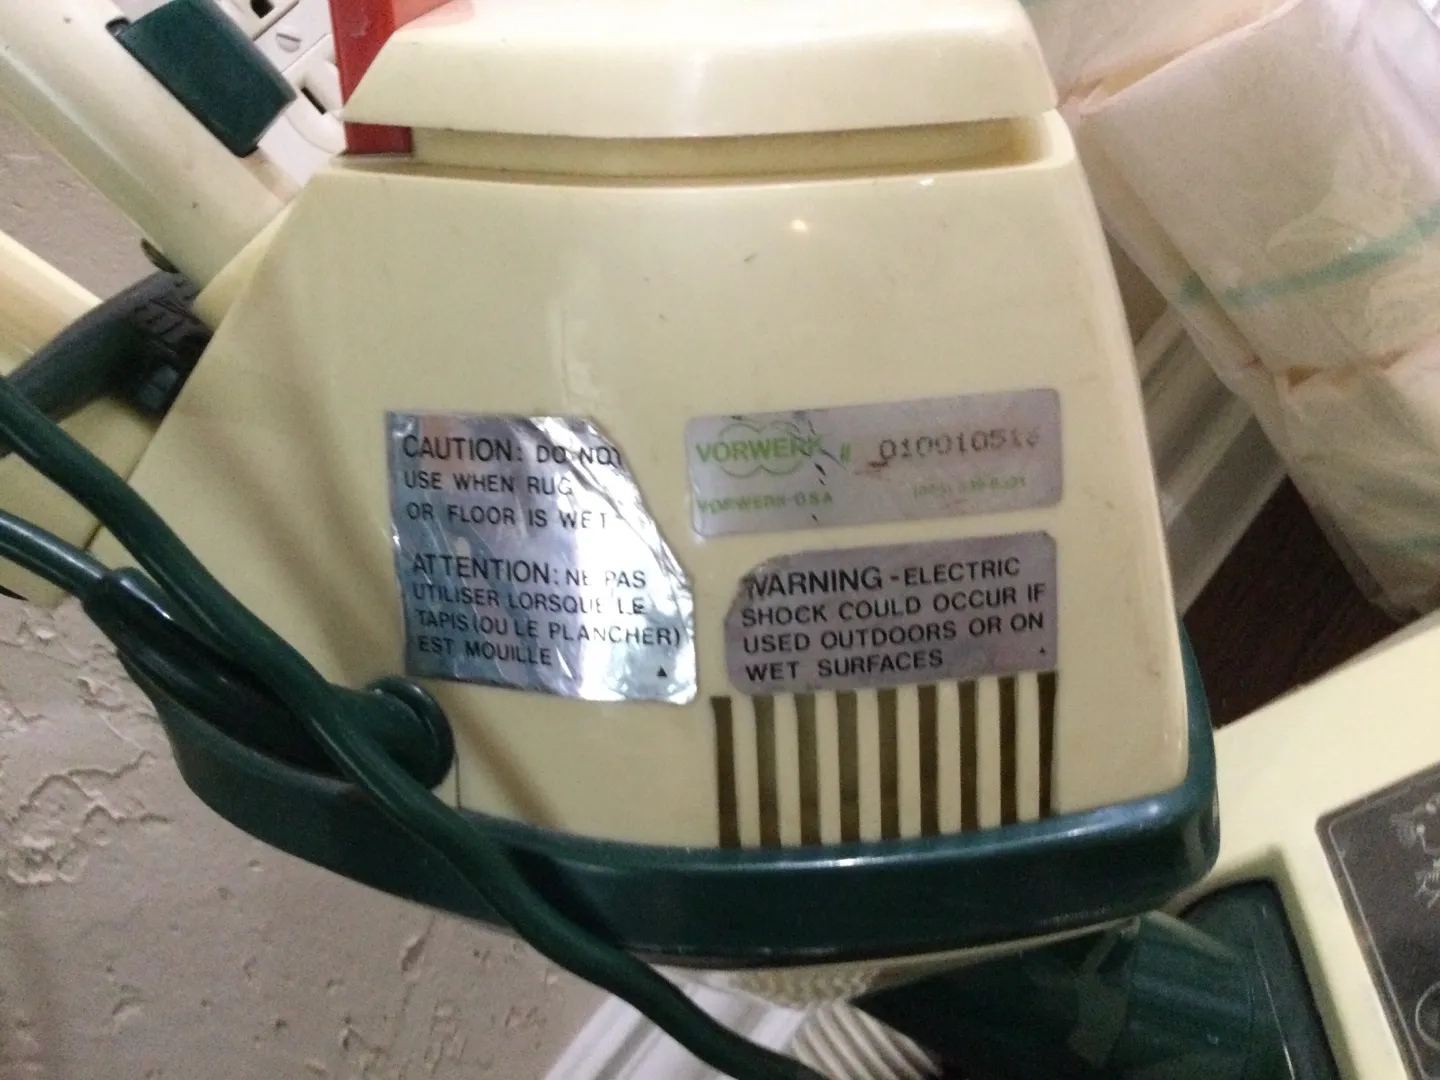 CAUTION: DO NOT
USE WHEN RUG
OR FLOOR IS WET
ATTENTION: NE PAS
UTILISER LORSQUE LE
TAPIS (OU LE PLANCHER)
EST MOUILLE
VORWERK # 010010516
VORWERK USA
WARNING - ELECTRIC
SHOCK COULD OCCUR IF
USED OUTDOORS OR ON
WET SURFACES